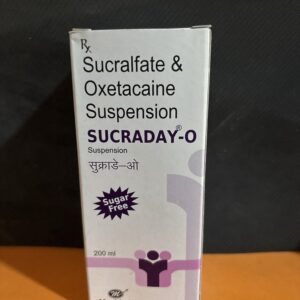 Rx
Sucralfate &
Oxetacaine
Suspension
SUCRADAY®-O
Suspension
सुक्राडे-ओ
Sugar
Free
200 ml